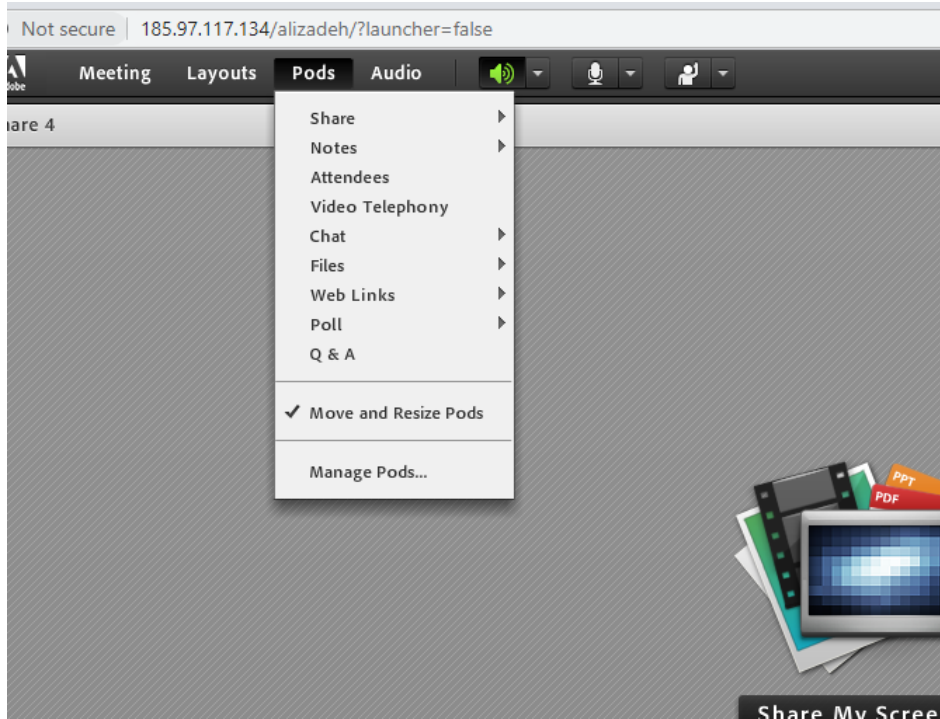 Not secure 185.97.117.134/alizadeh/?launcher=false
Meeting Layouts Pods Audio
are 4
Share
Notes
Attendees
Video Telephony
Chat
Files
Web Links
Poll
Q & A
Move and Resize Pods
Manage Pods...
PPT
PDF
Share My Scree